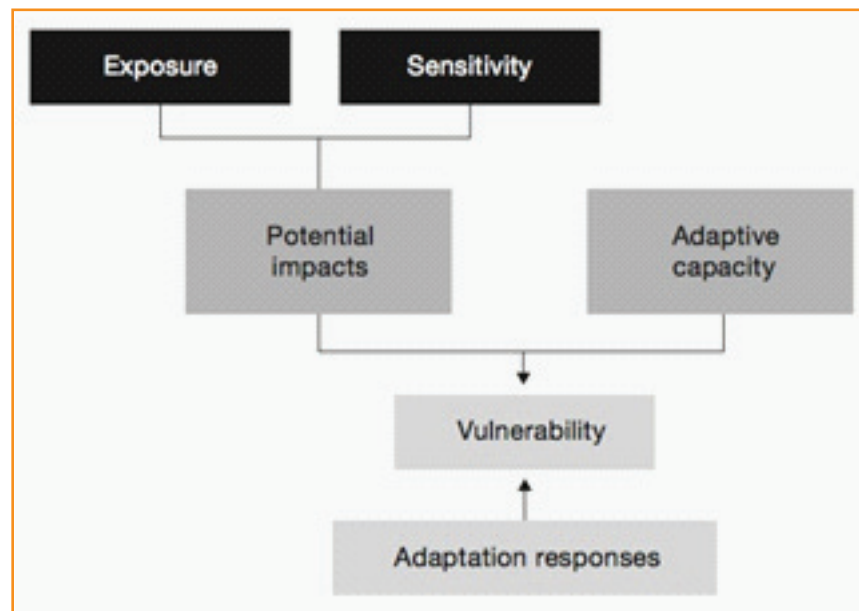 Exposure
Sensitivity
Potential
impacts
Adaptive
capacity
Vulnerability
Adaptation responses